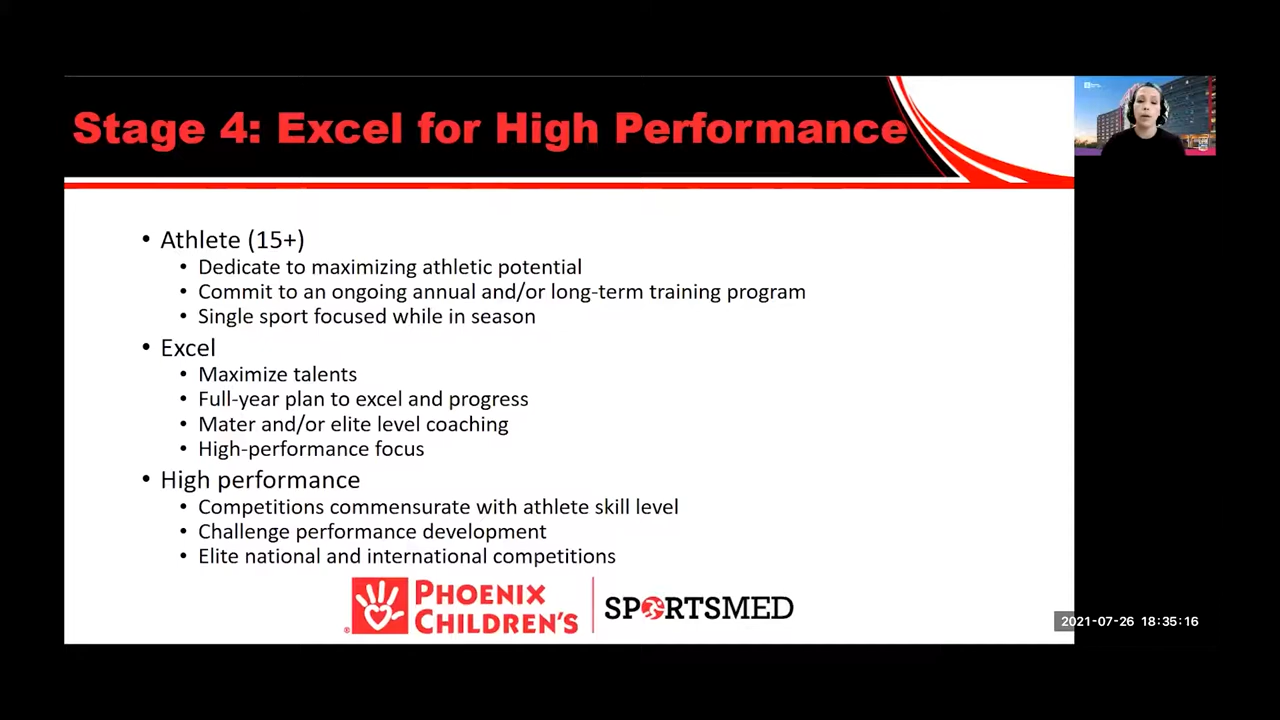 Stage 4: Excel for High Performance
• Athlete (15+)
• Dedicate to maximizing athletic potential
• Commit to an ongoing annual and/or long-term training program
• Single sport focused while in season
• Excel
• Maximize talents
• Full-year plan to excel and progress
• Mater and/or elite level coaching
• High-performance focus
• High performance
• Competitions commensurate with athlete skill level
• Challenge performance development
• Elite national and international competitions
PHOENIX
CHILDREN'S
®
SPORTSMED
2021-07-26 18:35:16